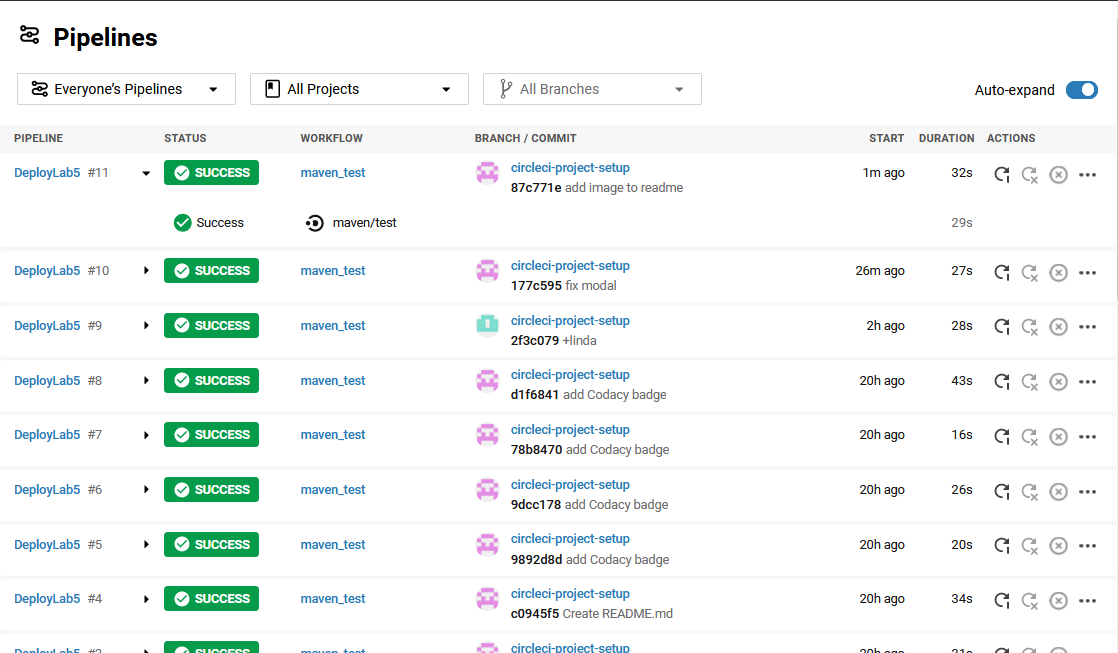 Pipelines
Everyone's Pipelines All Projects All Branches Auto-expand
PIPELINE STATUS WORKFLOW BRANCH / COMMIT START DURATION ACTIONS
DeployLab5 #11 SUCCESS maven_test circleci-project-setup 1m ago 32s
87c771e add image to readme
Success maven/test 29s
DeployLab5 #10 SUCCESS maven_test circleci-project-setup 26m ago 27s
177c595 fix modal
DeployLab5 #9 SUCCESS maven_test circleci-project-setup 2h ago 28s
2f3c079 +linda
DeployLab5 #8 SUCCESS maven_test circleci-project-setup 20h ago 43s
d1f6841 add Codacy badge
DeployLab5 #7 SUCCESS maven_test circleci-project-setup 20h ago 16s
78b8470 add Codacy badge
DeployLab5 #6 SUCCESS maven_test circleci-project-setup 20h ago 26s
9dcc178 add Codacy badge
DeployLab5 #5 SUCCESS maven_test circleci-project-setup 20h ago 20s
9892d8d add Codacy badge
DeployLab5 #4 SUCCESS maven_test circleci-project-setup 20h ago 34s
c0945f5 Create README.md
DeployLab5 SUCCESS maven_test circleci-project-setup 20h ago